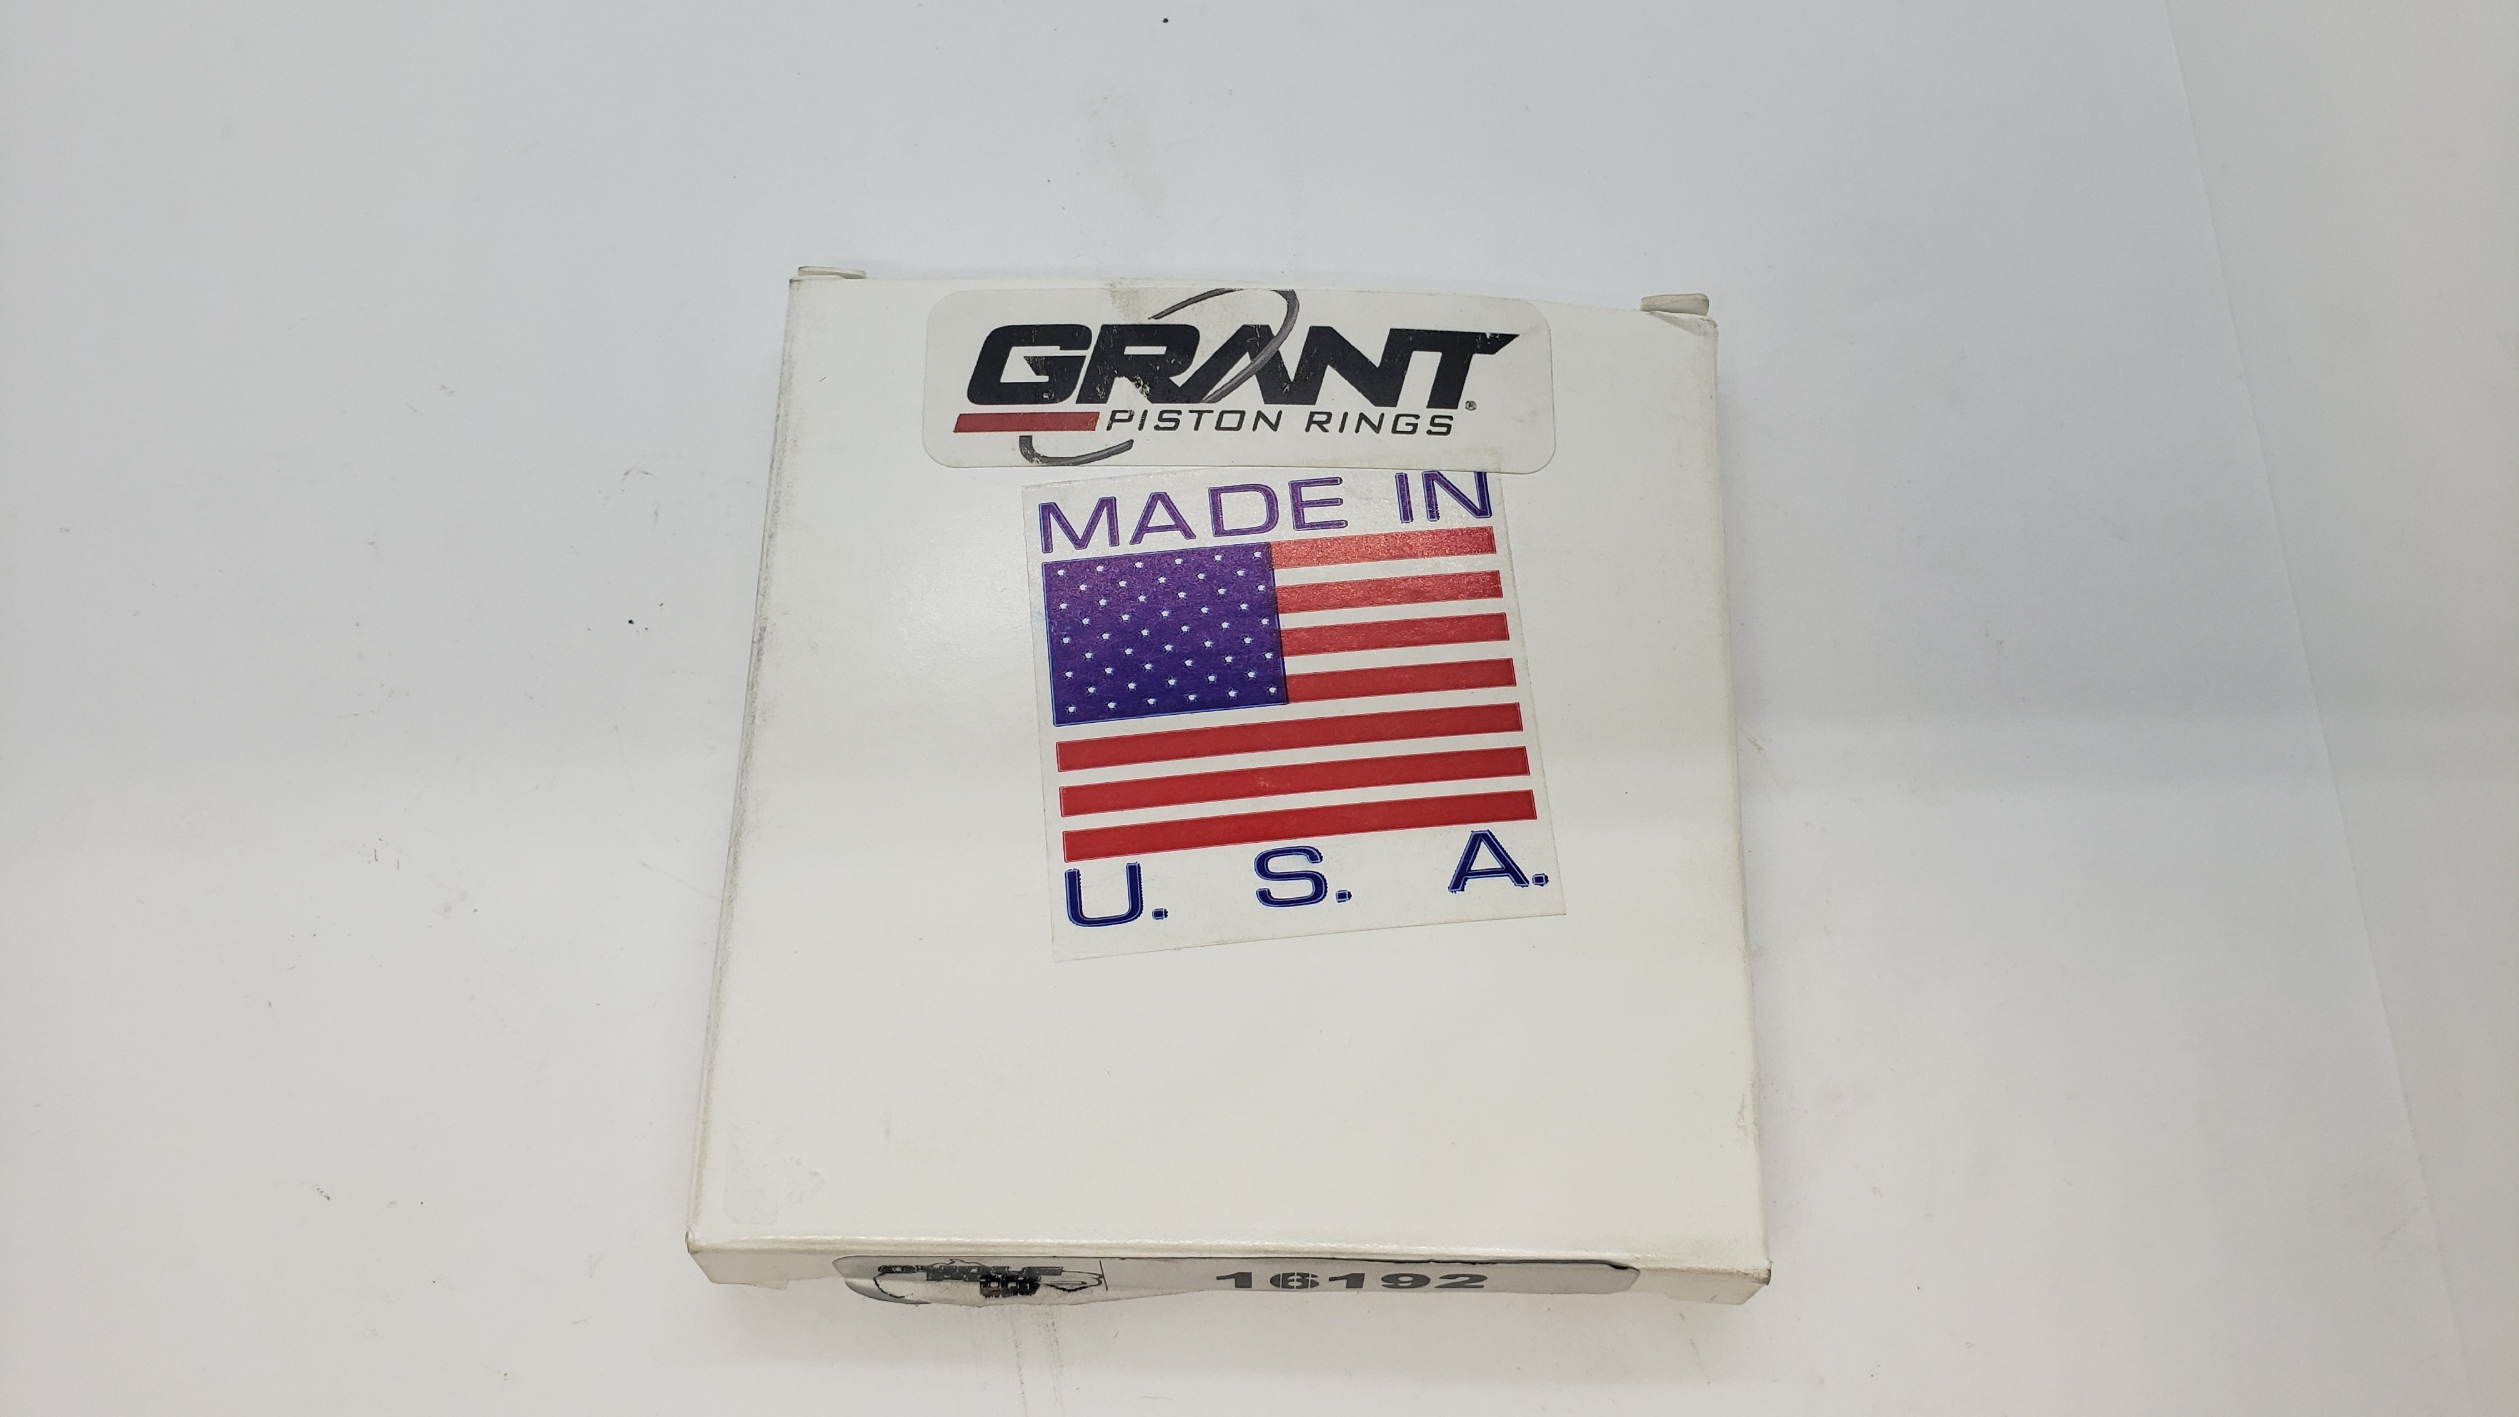 GRANT®
PISTON RINGS
MADE IN
U. S. A.
16192